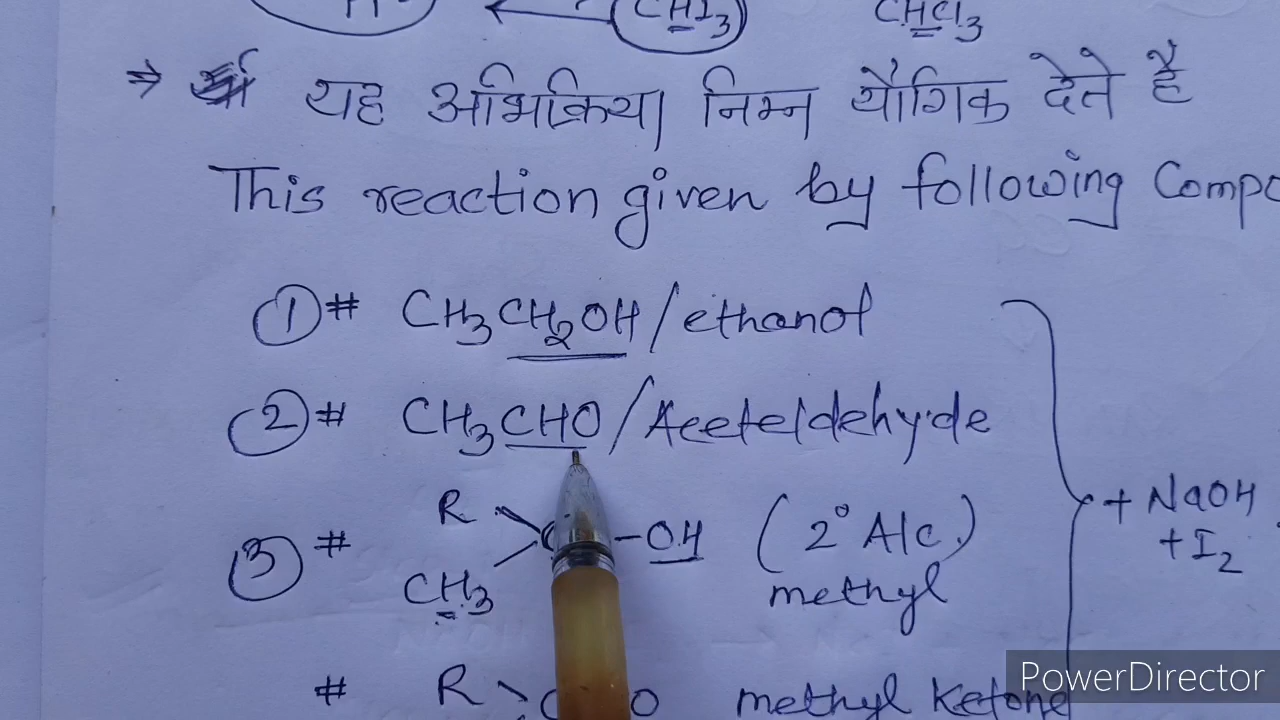 CHI3 CHCl3
⇒ यह अभिक्रिया निम्न यौगिक देते है
This reaction given by following Compo
① # CH3CH2OH/ethanol
② # CH3CHO/Aceteldehyde
R
③ # -OH (2° Alc.)
CH3 methyl
+ NaOH
+ I2
# R O methyl Ketone
PowerDirector